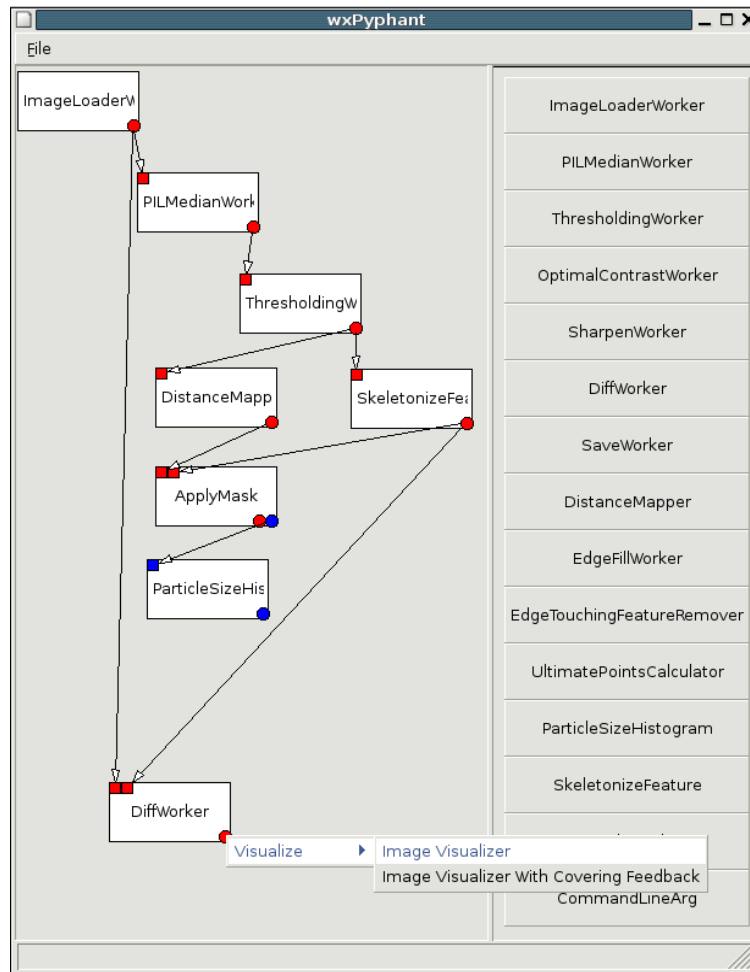 wxPyphant
File
ImageLoaderW
PILMedianWork
ThresholdingW
DistanceMapp
SkeletonizeFea
ApplyMask
ParticleSizeHis
DiffWorker
Visualize
Image Visualizer
Image Visualizer With Covering Feedback
ImageLoaderWorker
PILMedianWorker
ThresholdingWorker
OptimalContrastWorker
SharpenWorker
DiffWorker
SaveWorker
DistanceMapper
EdgeFillWorker
EdgeTouchingFeatureRemover
UltimatePointsCalculator
ParticleSizeHistogram
SkeletonizeFeature
CommandLineArg